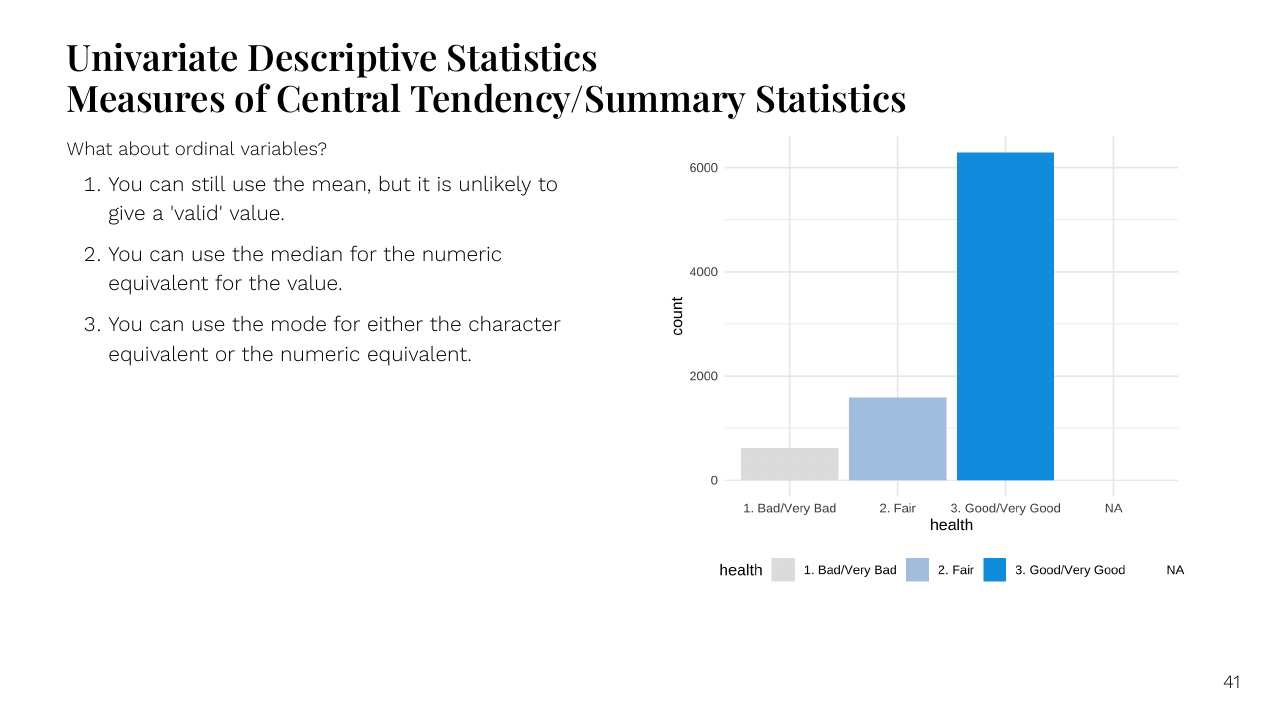 Univariate Descriptive Statistics
Measures of Central Tendency/Summary Statistics
What about ordinal variables?
1. You can still use the mean, but it is unlikely to
give a 'valid' value.
2. You can use the median for the numeric
equivalent for the value.
3. You can use the mode for either the character
equivalent or the numeric equivalent.
6000
4000
2000
0
count
1. Bad/Very Bad 2. Fair 3. Good/Very Good NA
health
health 1. Bad/Very Bad 2. Fair 3. Good/Very Good NA
41